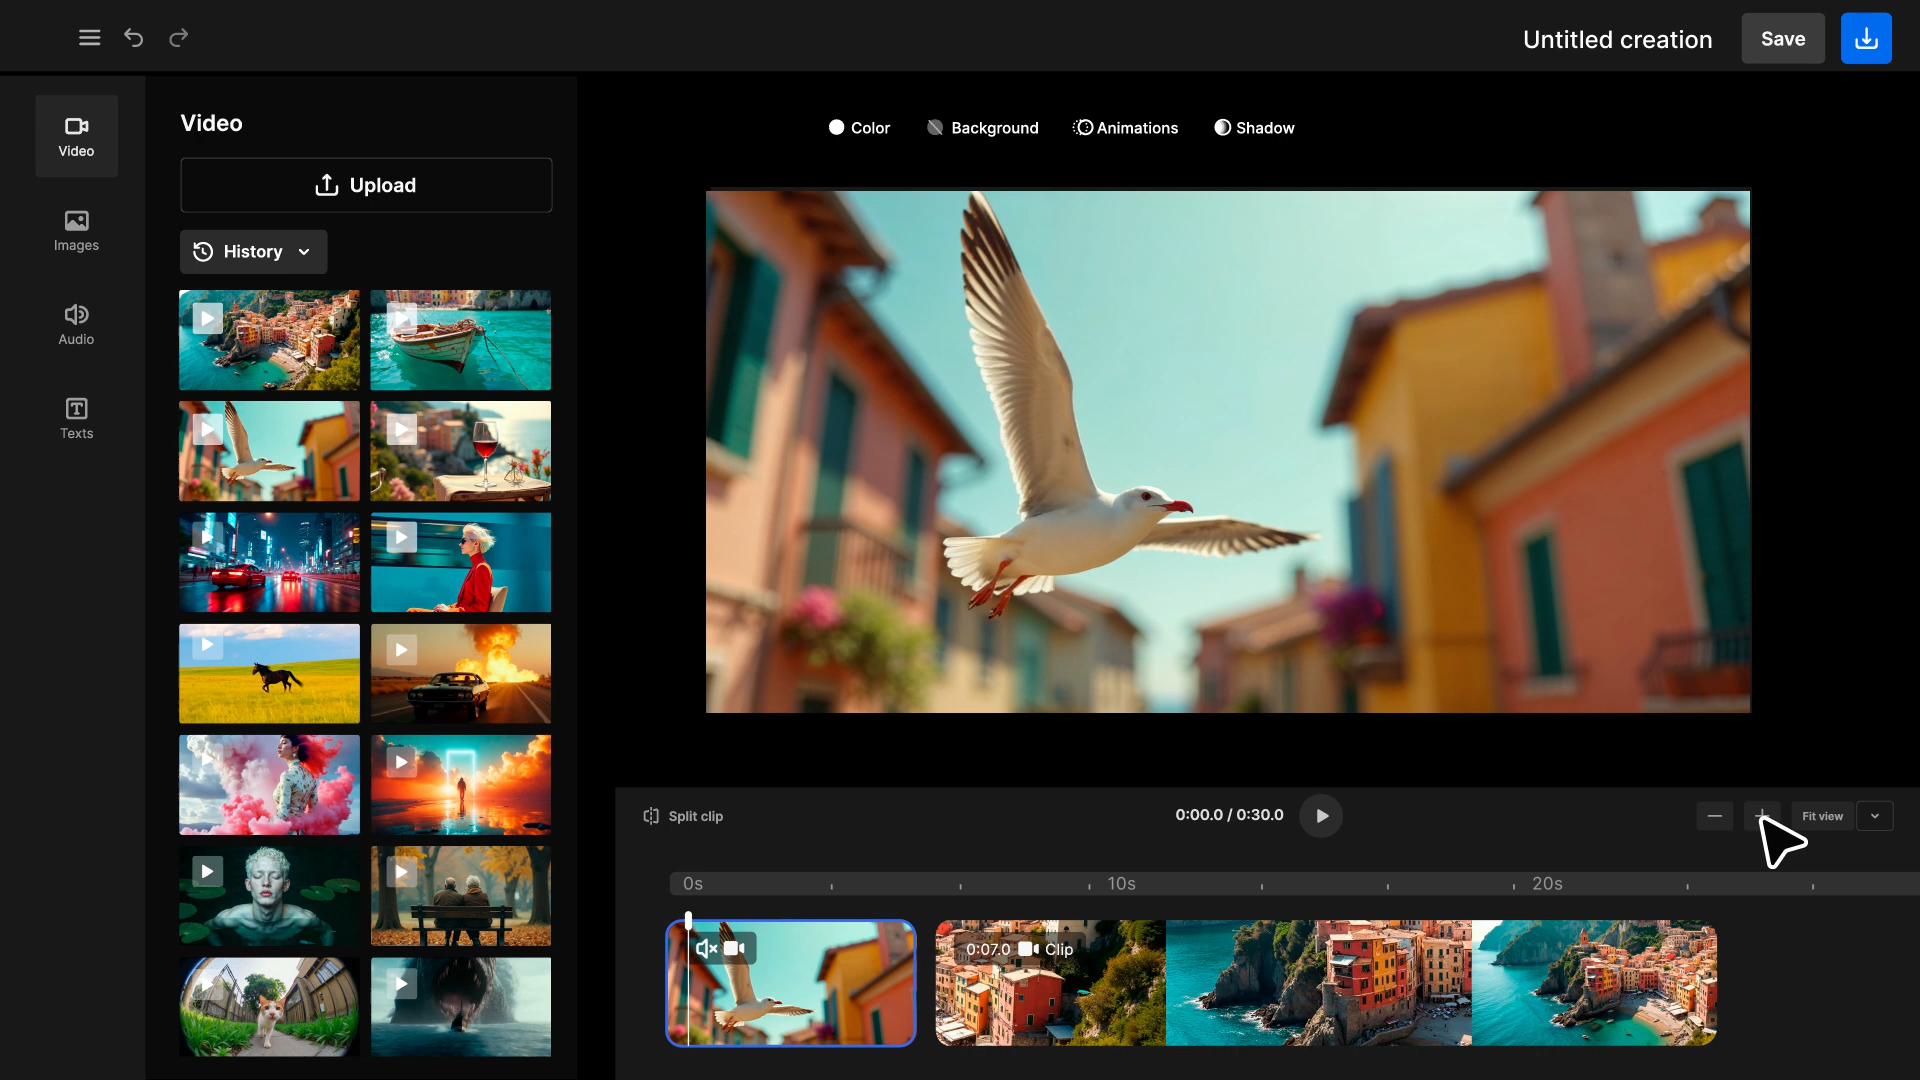 Untitled creation
Save
Video
Images
Audio
Texts
Video
Upload
History
Color
Background
Animations
Shadow
Split clip
0:00.0 / 0:30.0
Fit view
0s
10s
20s
0:07.0 Clip